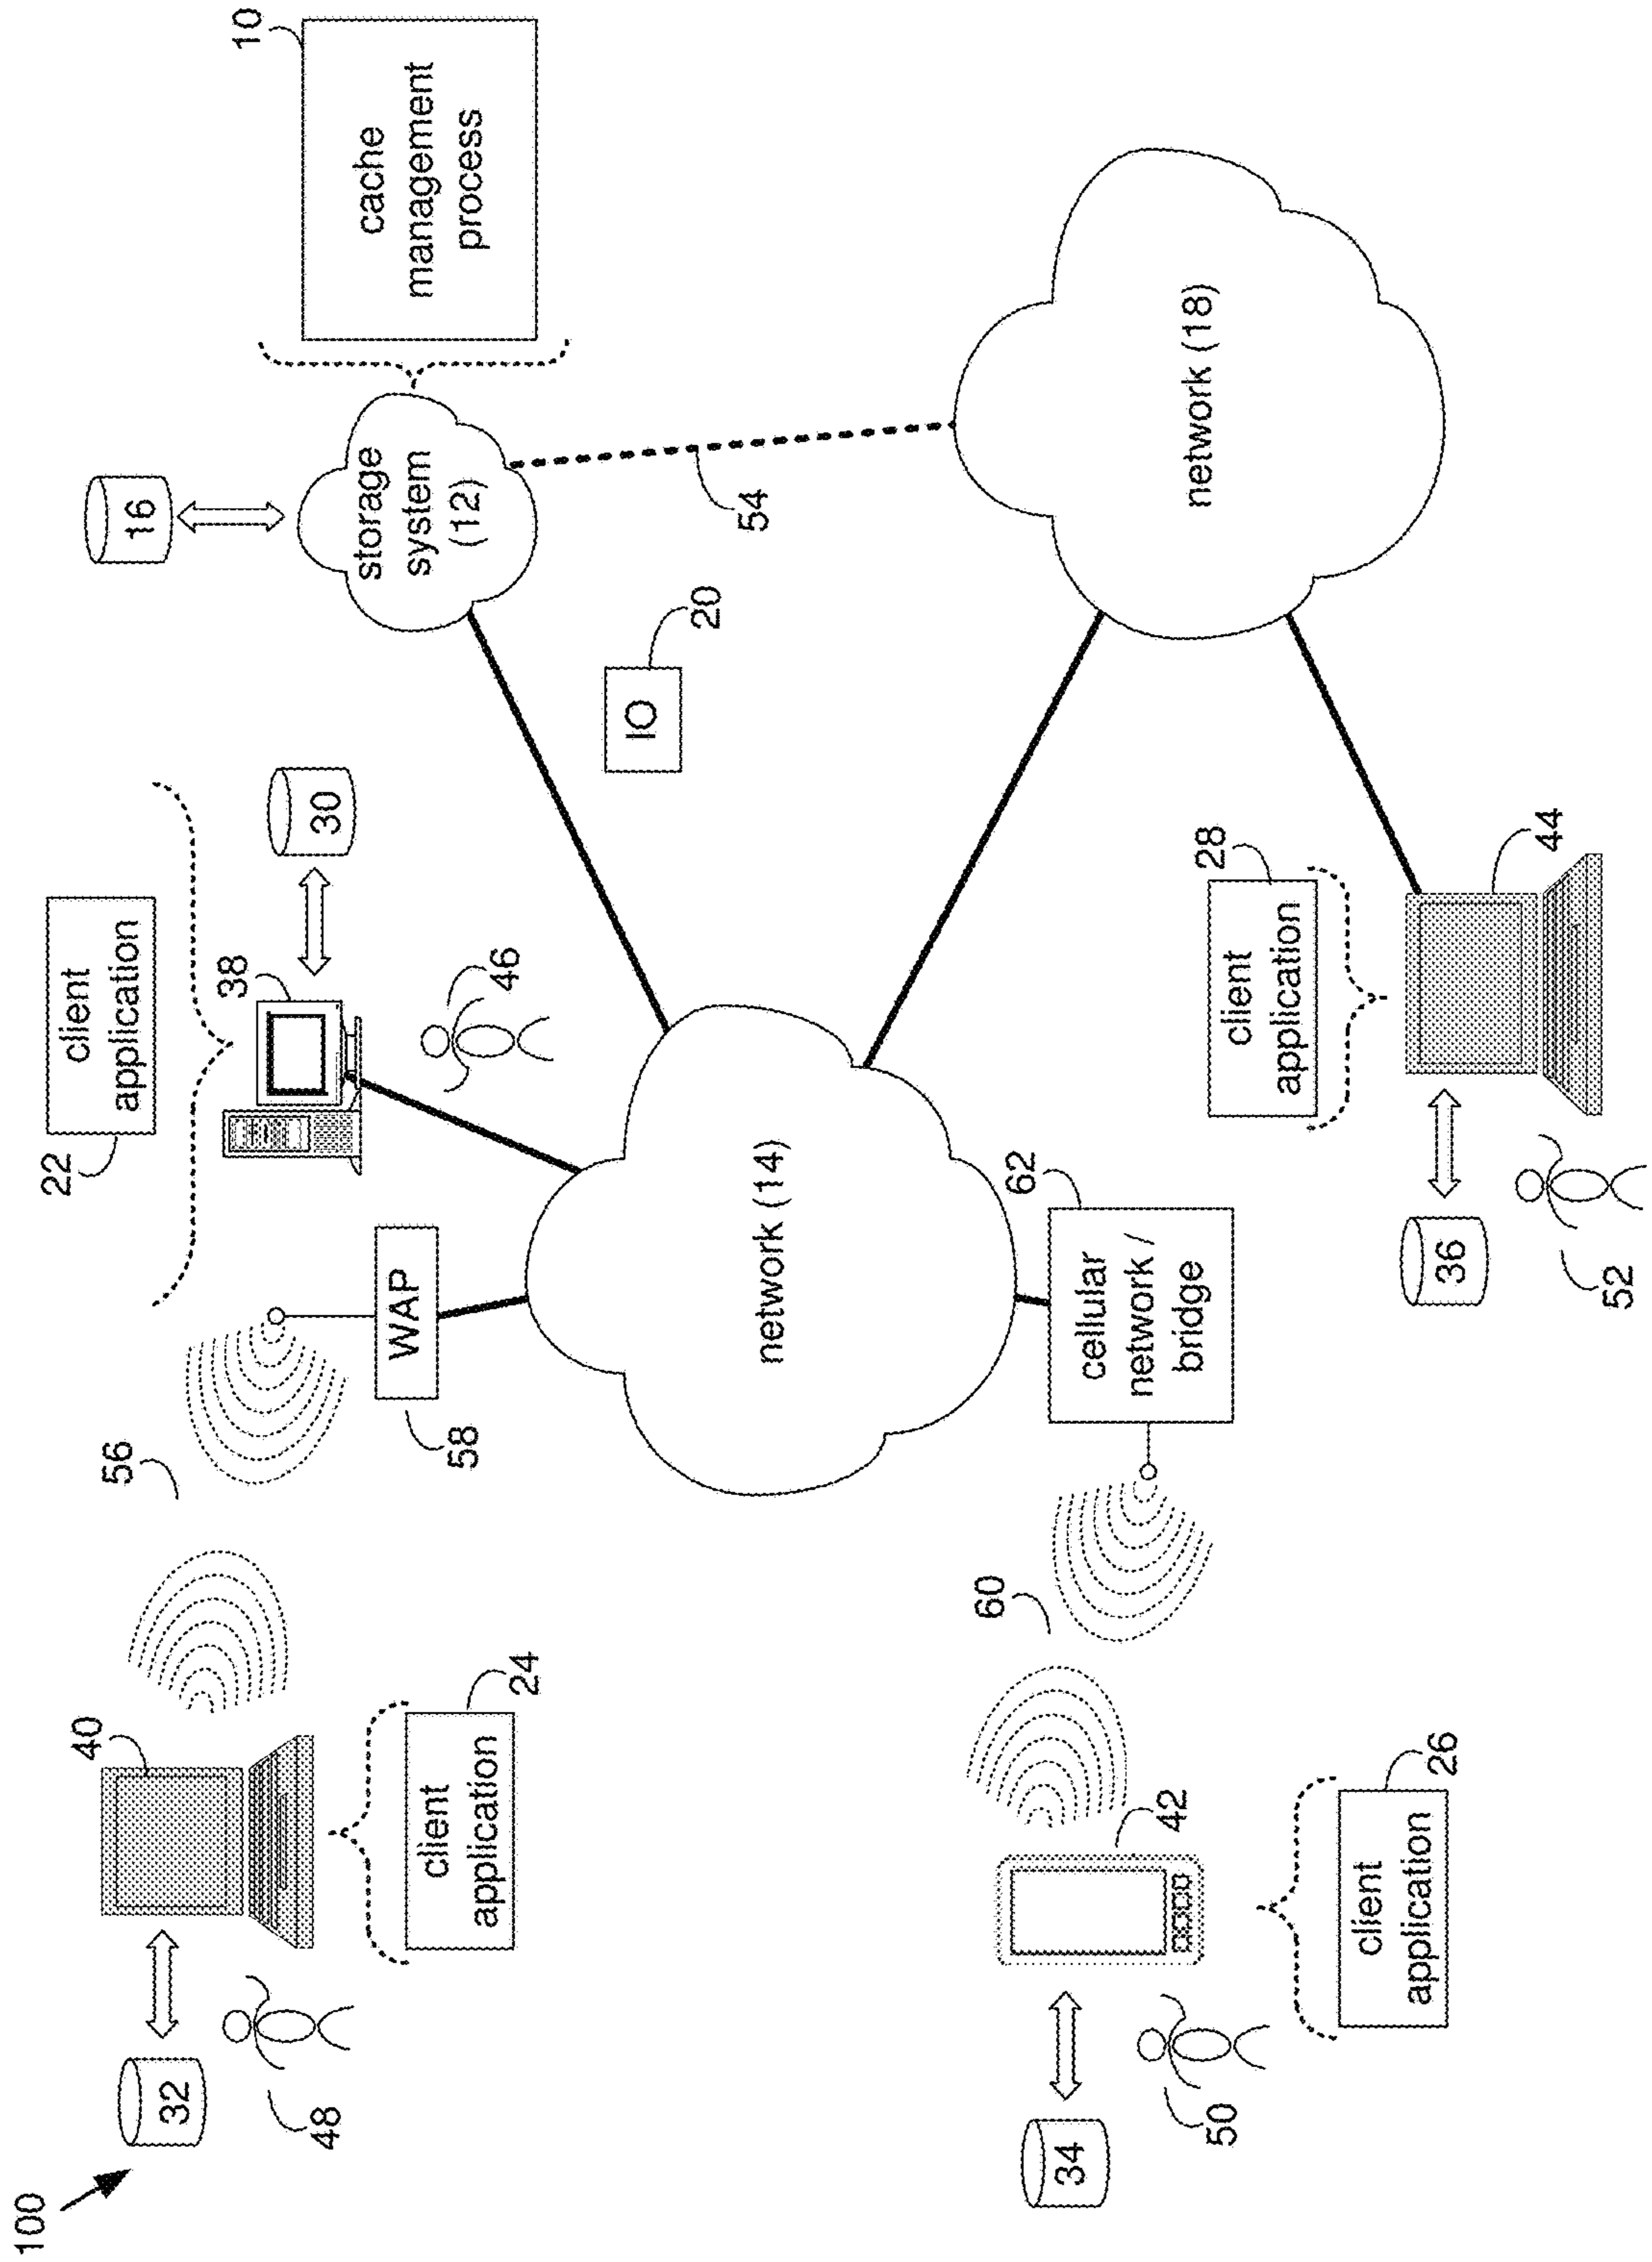 100
32
40
48
24
client
application
56
22
client
application
38
30
46
58
WAP
16
storage
system
(12)
10
cache
management
process
IO
20
54
network (14)
network (18)
60
62
cellular
network /
bridge
34
42
50
26
client
application
28
client
application
44
36
52